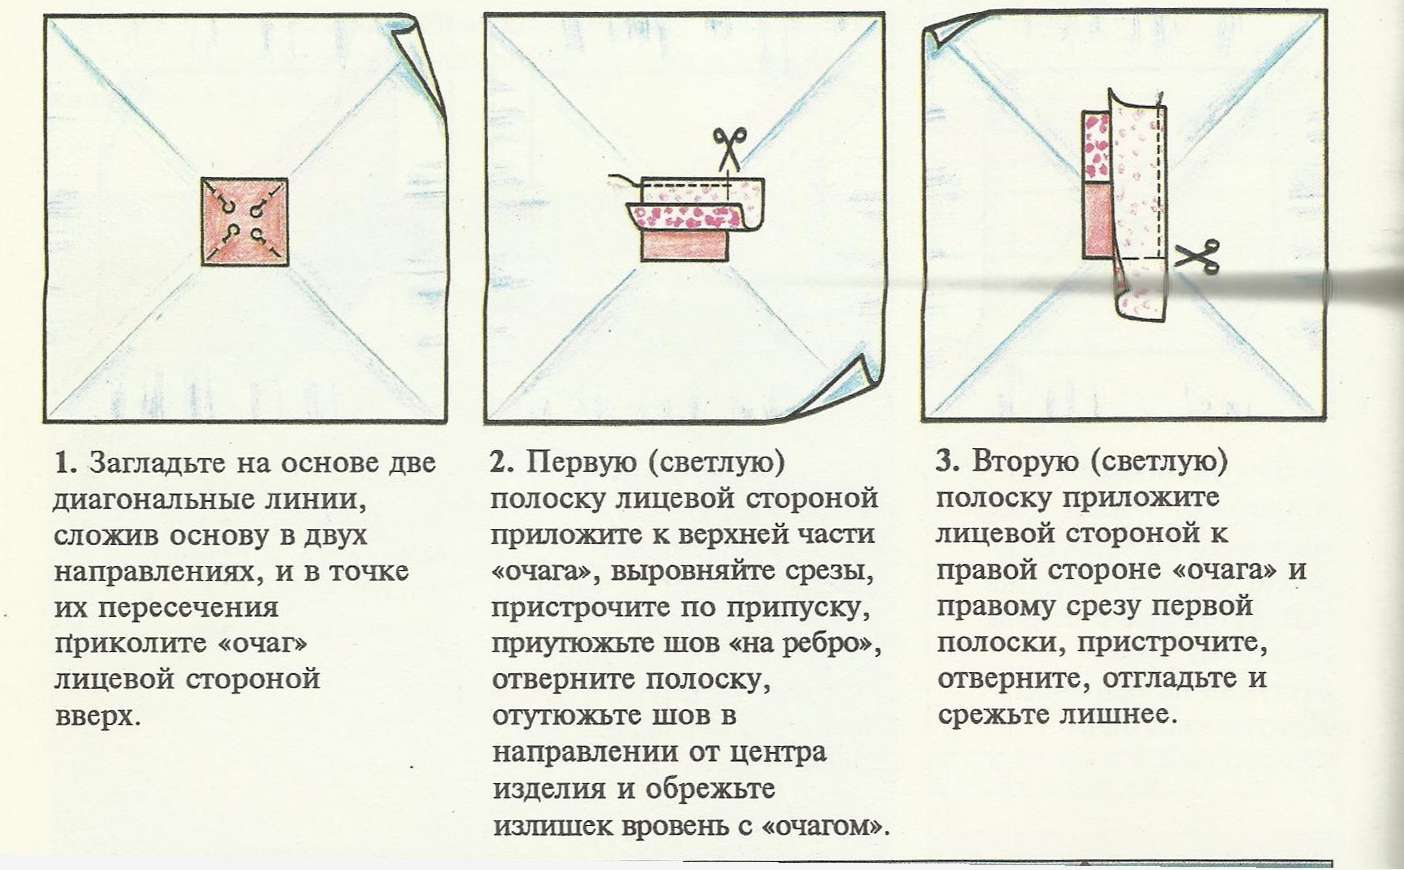 1. Загладьте на основе две
диагональные линии,
сложив основу в двух
направлениях, и в точке
их пересечения
приколите «очаг»
лицевой стороной
вверх.
2. Первую (светлую)
полоску лицевой стороной
приложите к верхней части
«очага», выровняйте срезы,
пристрочите по припуску,
приутюжьте шов «на ребро»,
отверните полоску,
отутюжьте шов в
направлении от центра
изделия и обрежьте
излишек вровень с «очагом».
3. Вторую (светлую)
полоску приложите
лицевой стороной к
правой стороне «очага» и
правому срезу первой
полоски, пристрочите,
отверните, отгладьте и
срежьте лишнее.